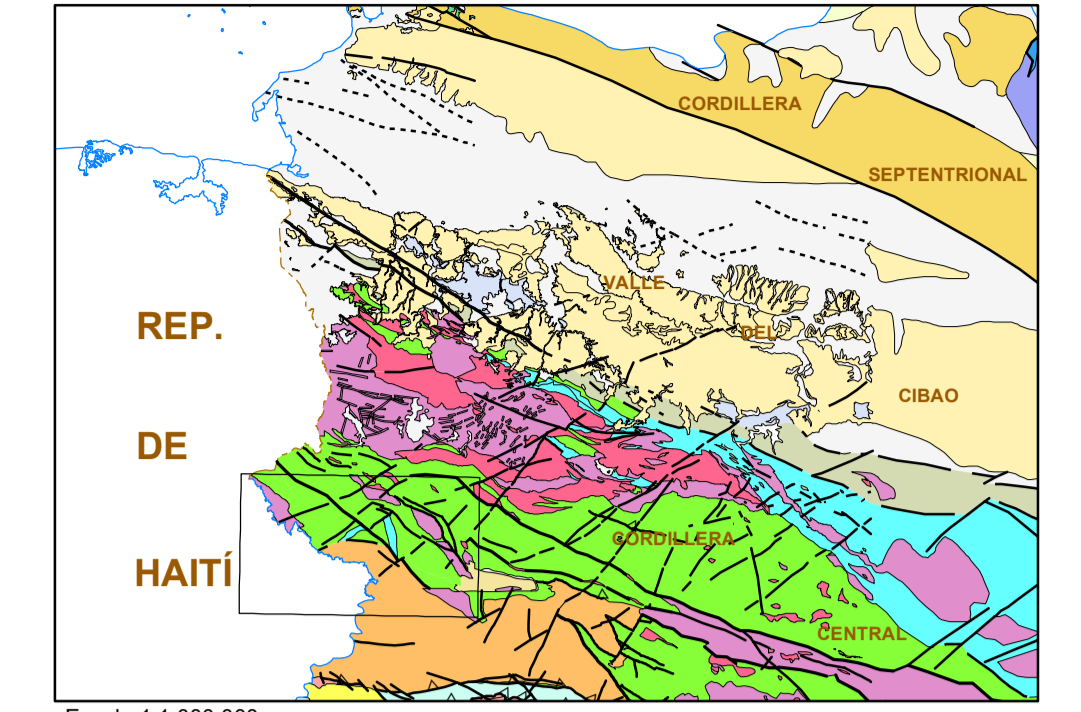 CORDILLERA
SEPTENTRIONAL
VALLE
DEL
CIBAO
REP.
DE
HAITÍ
CORDILLERA
CENTRAL